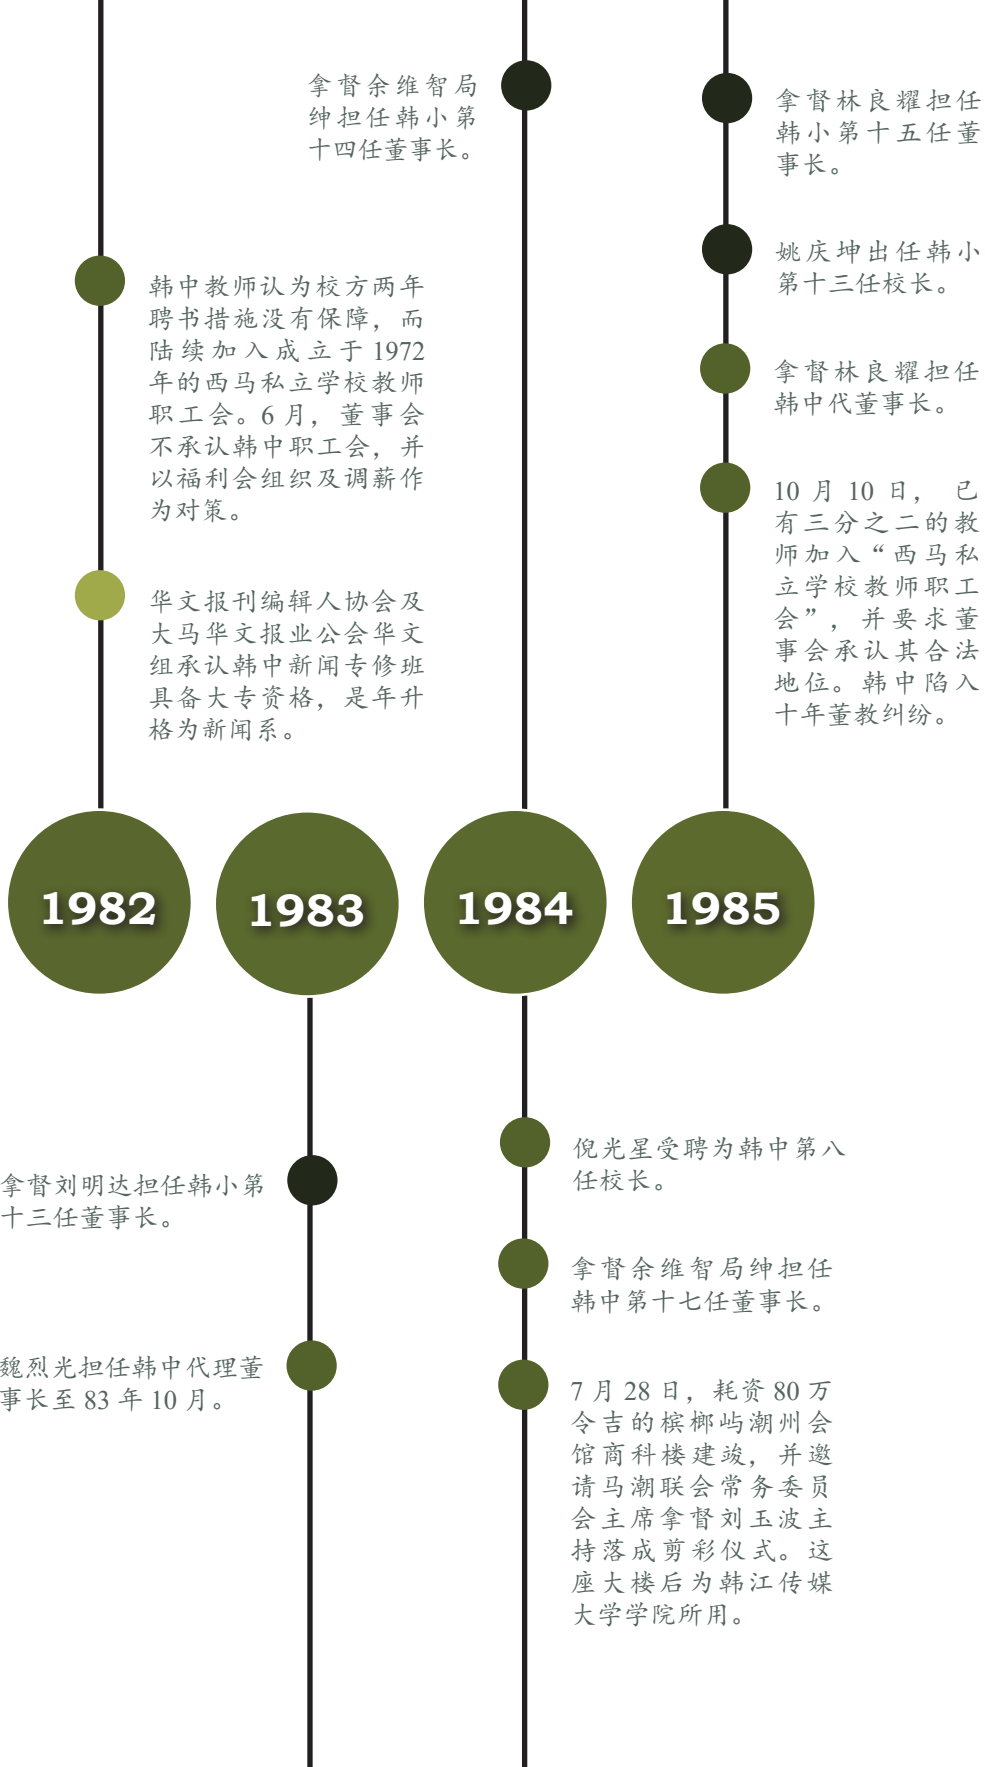 拿督余维智局
绅担任韩小第
十四任董事长。
拿督林良耀担任
韩小第十五任董
事长。
姚庆坤出任韩小
第十三任校长。
拿督林良耀担任
韩中代董事长。
10 月 10 日， 已
有三分之二的教
师加入“西马私
立学校教师职工
会”，并要求董
事会承认其合法
地位。韩中陷入
十年董教纠纷。
韩中教师认为校方两年
聘书措施没有保障，而
陆续加入成立于 1972
年的西马私立学校教师
职工会。6 月，董事会
不承认韩中职工会，并
以福利会组织及调薪作
为对策。
华文报刊编辑人协会及
大马华文报业公会华文
组承认韩中新闻专修班
具备大专资格，是年升
格为新闻系。
1982
1983
1984
1985
拿督刘明达担任韩小第
十三任董事长。
魏烈光担任韩中代理董
事长至 83 年 10 月。
倪光星受聘为韩中第八
任校长。
拿督余维智局绅担任
韩中第十七任董事长。
7 月 28 日，耗资 80 万
令吉的槟榔屿潮州会
馆商科楼建竣，并邀
请马潮联会常务委员
会主席拿督刘玉波主
持落成剪彩仪式。这
座大楼后为韩江传媒
大学学院所用。